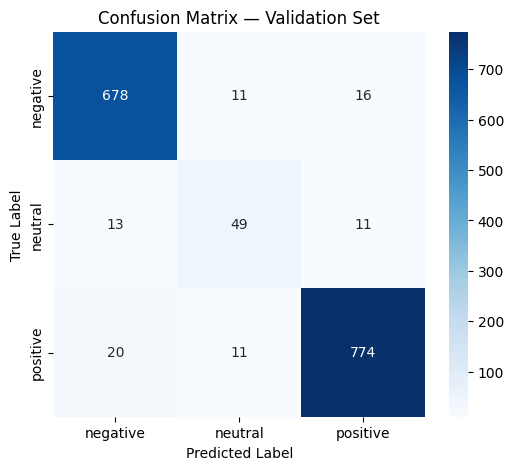 Confusion Matrix — Validation Set
True Label
negative
678 11 16
neutral
13 49 11
positive
20 11 774
negative neutral positive
Predicted Label
700
600
500
400
300
200
100